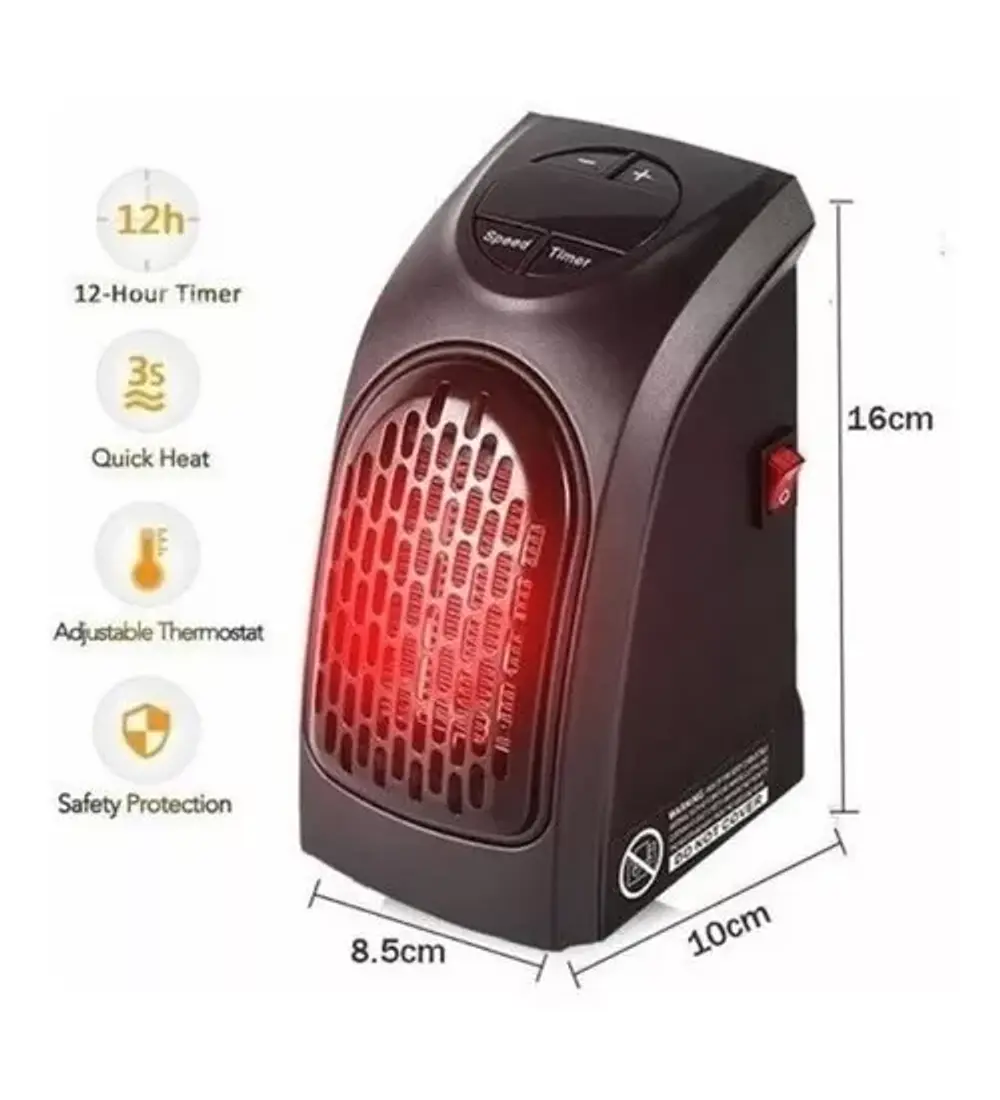 12h
12-Hour Timer
3s
Quick Heat
Adjustable Thermostat
Safety Protection
- +
Speed Timer
16cm
WARNING:
DO NOT COVER
8.5cm
10cm